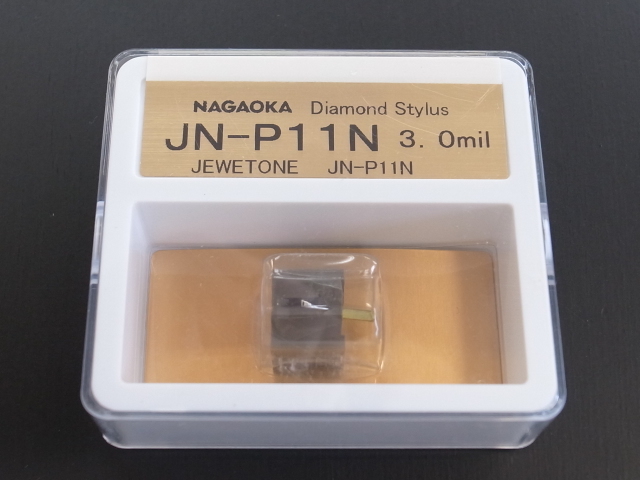 NAGAOKA Diamond Stylus
JN-P11N 3. 0mil
JEWETONE JN-P11N